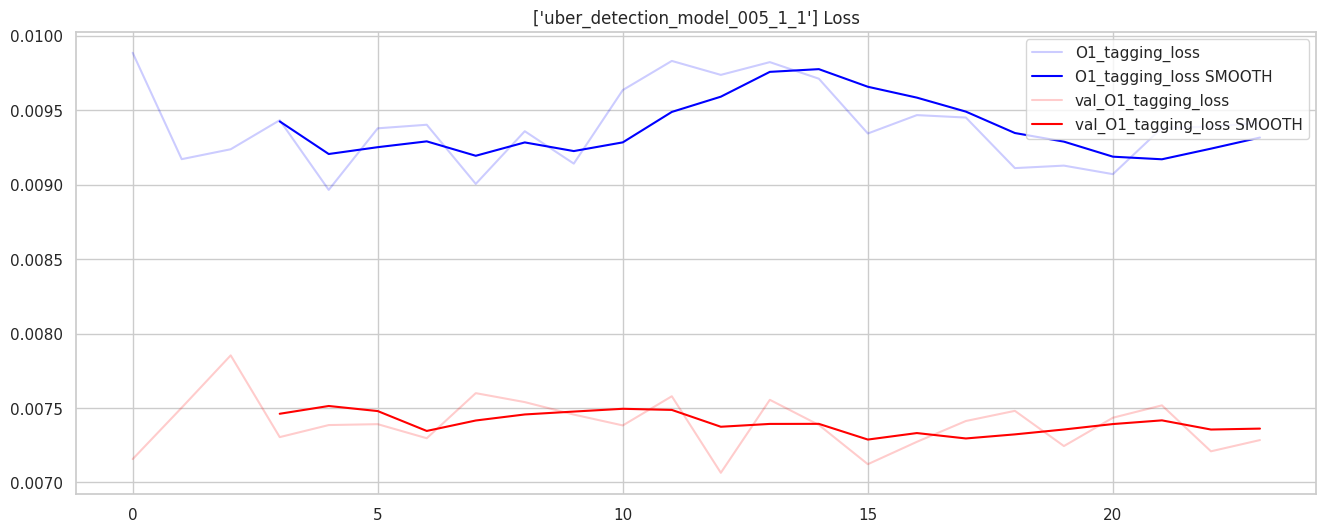 ['uber_detection_model_005_1_1'] Loss
0.0100
0.0095
0.0090
0.0085
0.0080
0.0075
0.0070
0
5
10
15
20
O1_tagging_loss
O1_tagging_loss SMOOTH
val_O1_tagging_loss
val_O1_tagging_loss SMOOTH